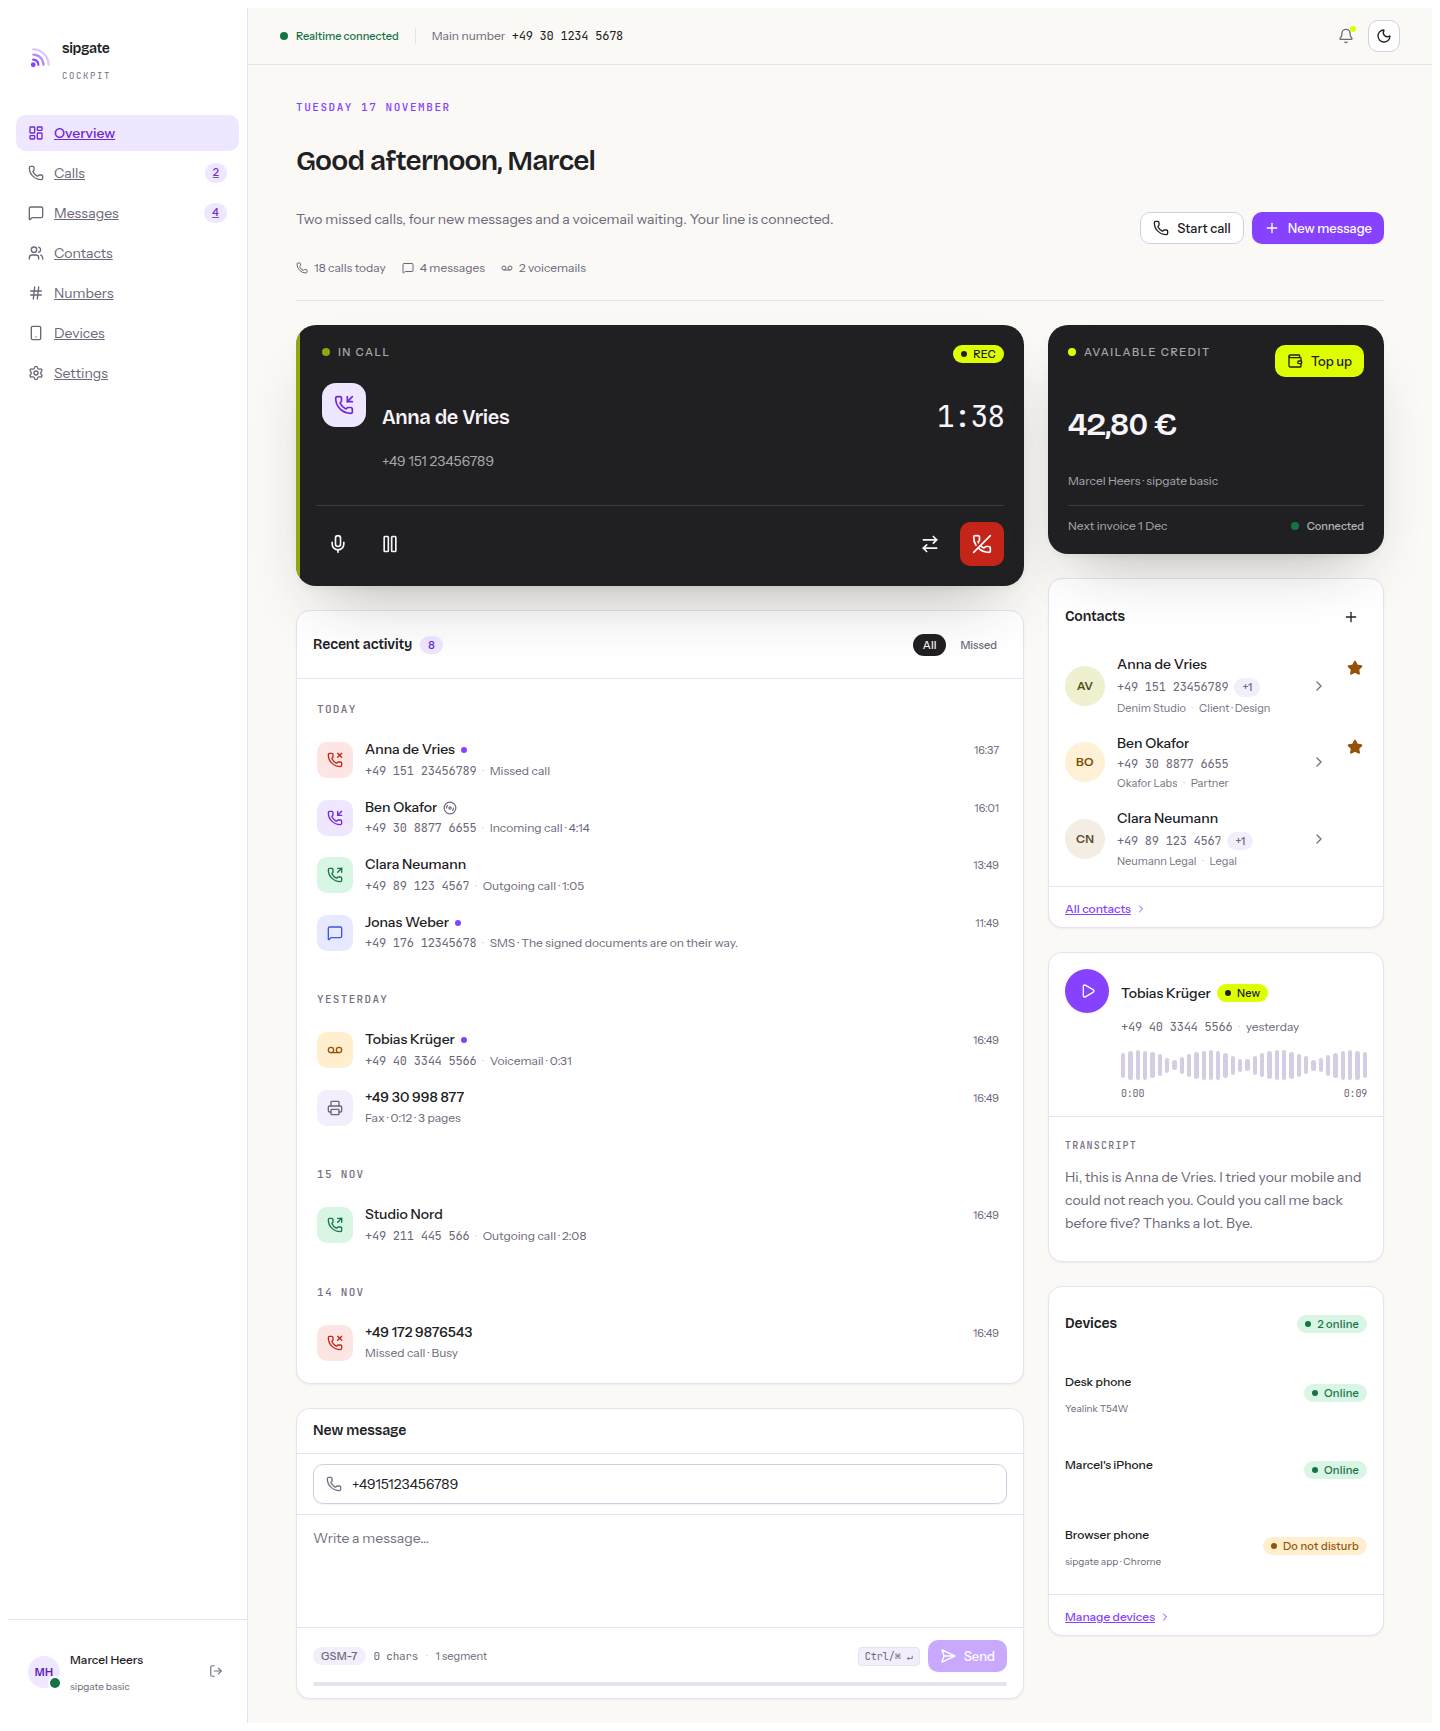 sipgate
COCKPIT
Overview
Calls 2
Messages 4
Contacts
Numbers
Devices
Settings
Marcel Heers
MH
sipgate basic
Realtime connected
Main number +49 30 1234 5678
TUESDAY 17 NOVEMBER
Good afternoon, Marcel
Two missed calls, four new messages and a voicemail waiting. Your line is connected.
Start call
New message
18 calls today
4 messages
2 voicemails
IN CALL
REC
Anna de Vries
1:38
+49 151 23456789
AVAILABLE CREDIT
Top up
42,80 €
Marcel Heers · sipgate basic
Next invoice 1 Dec
Connected
Recent activity 8
All
Missed
TODAY
Anna de Vries
16:37
+49 151 23456789 · Missed call
Ben Okafor
16:01
+49 30 8877 6655 · Incoming call · 4:14
Clara Neumann
13:49
+49 89 123 4567 · Outgoing call · 1:05
Jonas Weber
11:49
+49 176 12345678 · SMS · The signed documents are on their way.
YESTERDAY
Tobias Krüger
16:49
+49 40 3344 5566 · Voicemail · 0:31
+49 30 998 877
16:49
Fax · 0:12 · 3 pages
15 NOV
Studio Nord
16:49
+49 211 445 566 · Outgoing call · 2:08
14 NOV
+49 172 9876543
16:49
Missed call · Busy
New message
+4915123456789
Write a message...
GSM-7 0 chars · 1 segment
Ctrl/⌘ ↵
Send
Contacts
AV
Anna de Vries
+49 151 23456789 +1
Denim Studio · Client · Design
BO
Ben Okafor
+49 30 8877 6655
Okafor Labs · Partner
CN
Clara Neumann
+49 89 123 4567 +1
Neumann Legal · Legal
All contacts
Tobias Krüger New
+49 40 3344 5566 · yesterday
0:00
0:09
TRANSCRIPT
Hi, this is Anna de Vries. I tried your mobile and
could not reach you. Could you call me back
before five? Thanks a lot. Bye.
Devices
2 online
Desk phone
Online
Yealink T54W
Marcel's iPhone
Online
Browser phone
Do not disturb
sipgate app · Chrome
Manage devices